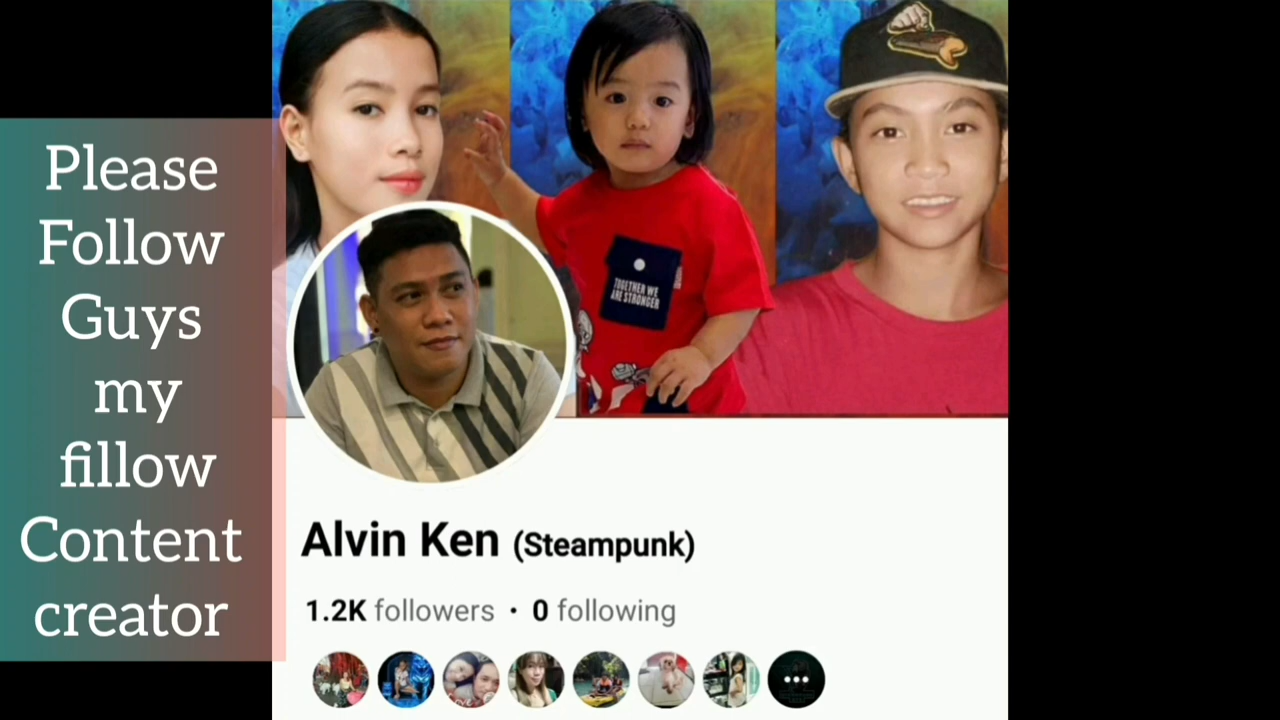 Please
Follow
Guys
my
fillow
Content
creator
TOGETHER WE
ARE STRONGER
Alvin Ken (Steampunk)
1.2K followers • 0 following